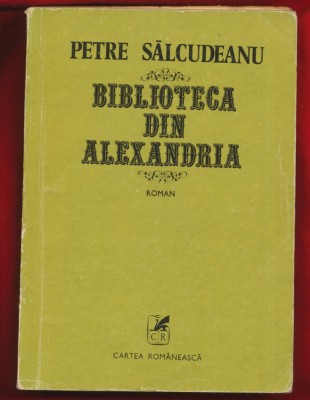 PETRE SĂLCUDEANU
BIBLIOTECA
DIN
ALEXANDRIA
ROMAN
CR
CARTEA ROMÂNEASCĂ